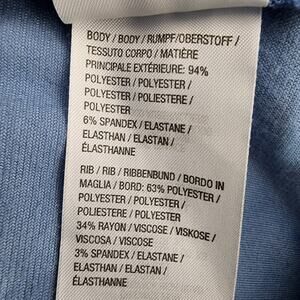 BODY / BODY / RUMPF/OBERSTOFF /
TESSUTO CORPO / MATIÈRE
PRINCIPALE EXTÉRIEURE: 94%
POLYESTER / POLYESTER /
POLYESTER / POLIESTERE /
POLYESTER
6% SPANDEX / ELASTANE /
ELASTHAN / ELASTAN /
ÉLASTHANNE
RIB / RIB / RIBBENBUND / BORDO IN
MAGLIA / BORD: 63% POLYESTER /
POLYESTER / POLYESTER /
POLIESTERE / POLYESTER
34% RAYON / VISCOSE / VISKOSE /
VISCOSA / VISCOSE
3% SPANDEX / ELASTANE /
ELASTHAN / ELASTAN /
ÉLASTHANNE